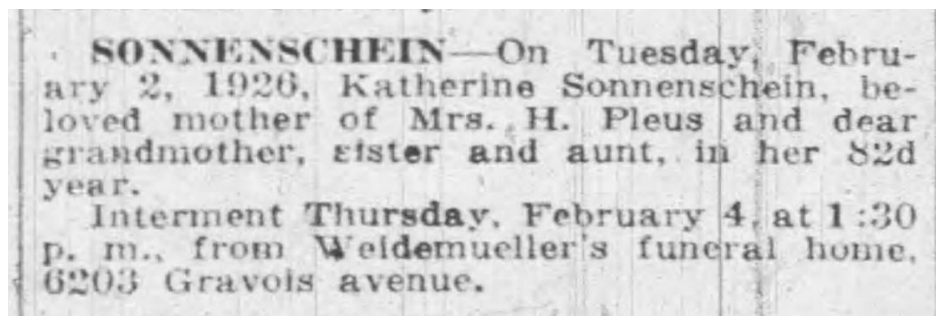 SONNENSCHEIN—On Tuesday, Febru-
ary 2, 1926, Katherine Sonnenschein, be-
loved mother of Mrs. H. Pleus and dear
grandmother, sister and aunt, in her 82d
year.
Interment Thursday, February 4, at 1:30
p. m., from Weidemueller's funeral home,
6203 Gravois avenue.